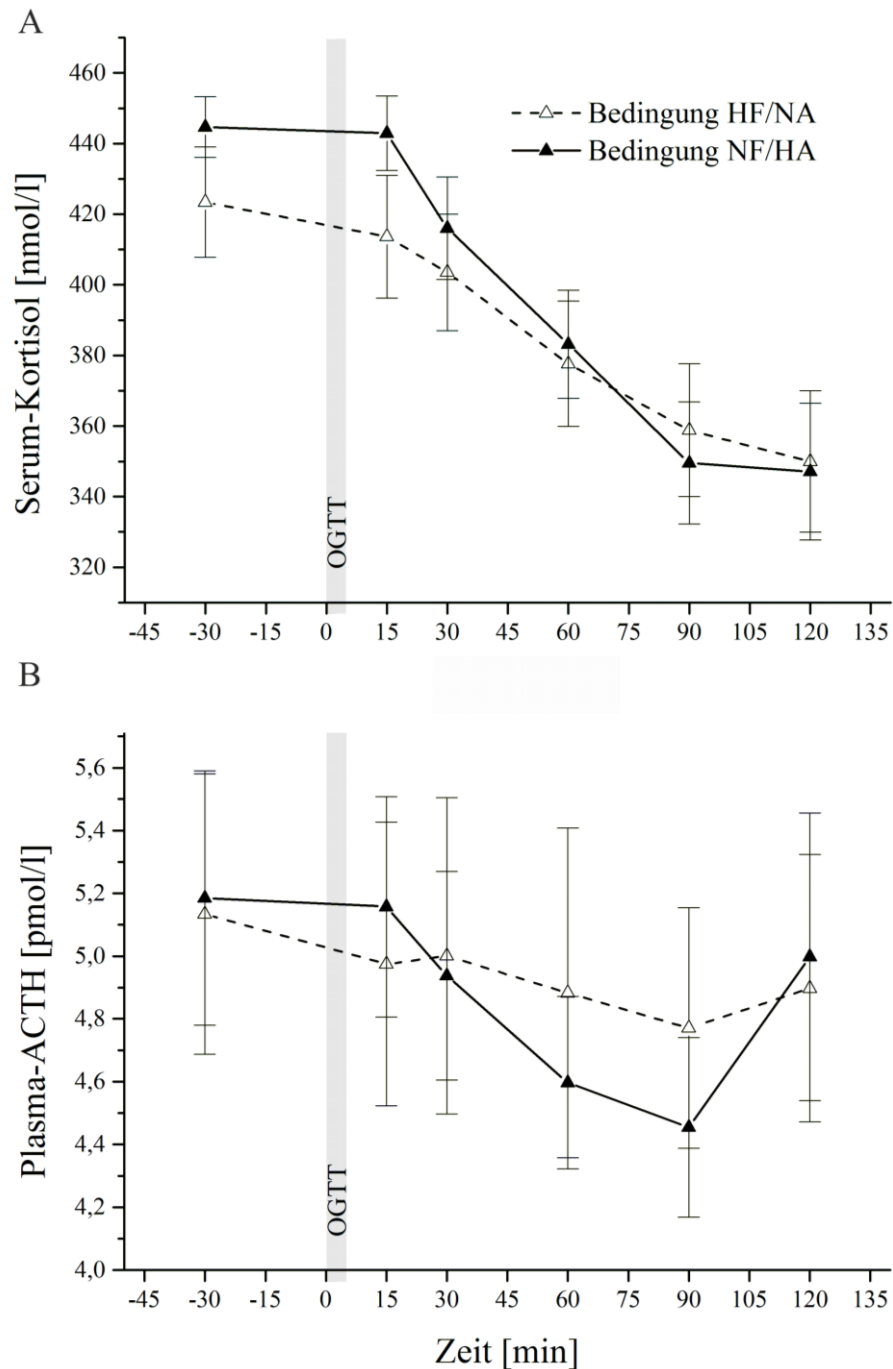 A
460
440
420
400
380
360
340
320
Serum-Kortisol [nmol/l]
Bedingung HF/NA
Bedingung NF/HA
OGTT
-45 -30 -15 0 15 30 45 60 75 90 105 120 135
B
5,6
5,4
5,2
5,0
4,8
4,6
4,4
4,2
4,0
Plasma-ACTH [pmol/l]
OGTT
-45 -30 -15 0 15 30 45 60 75 90 105 120 135
Zeit [min]